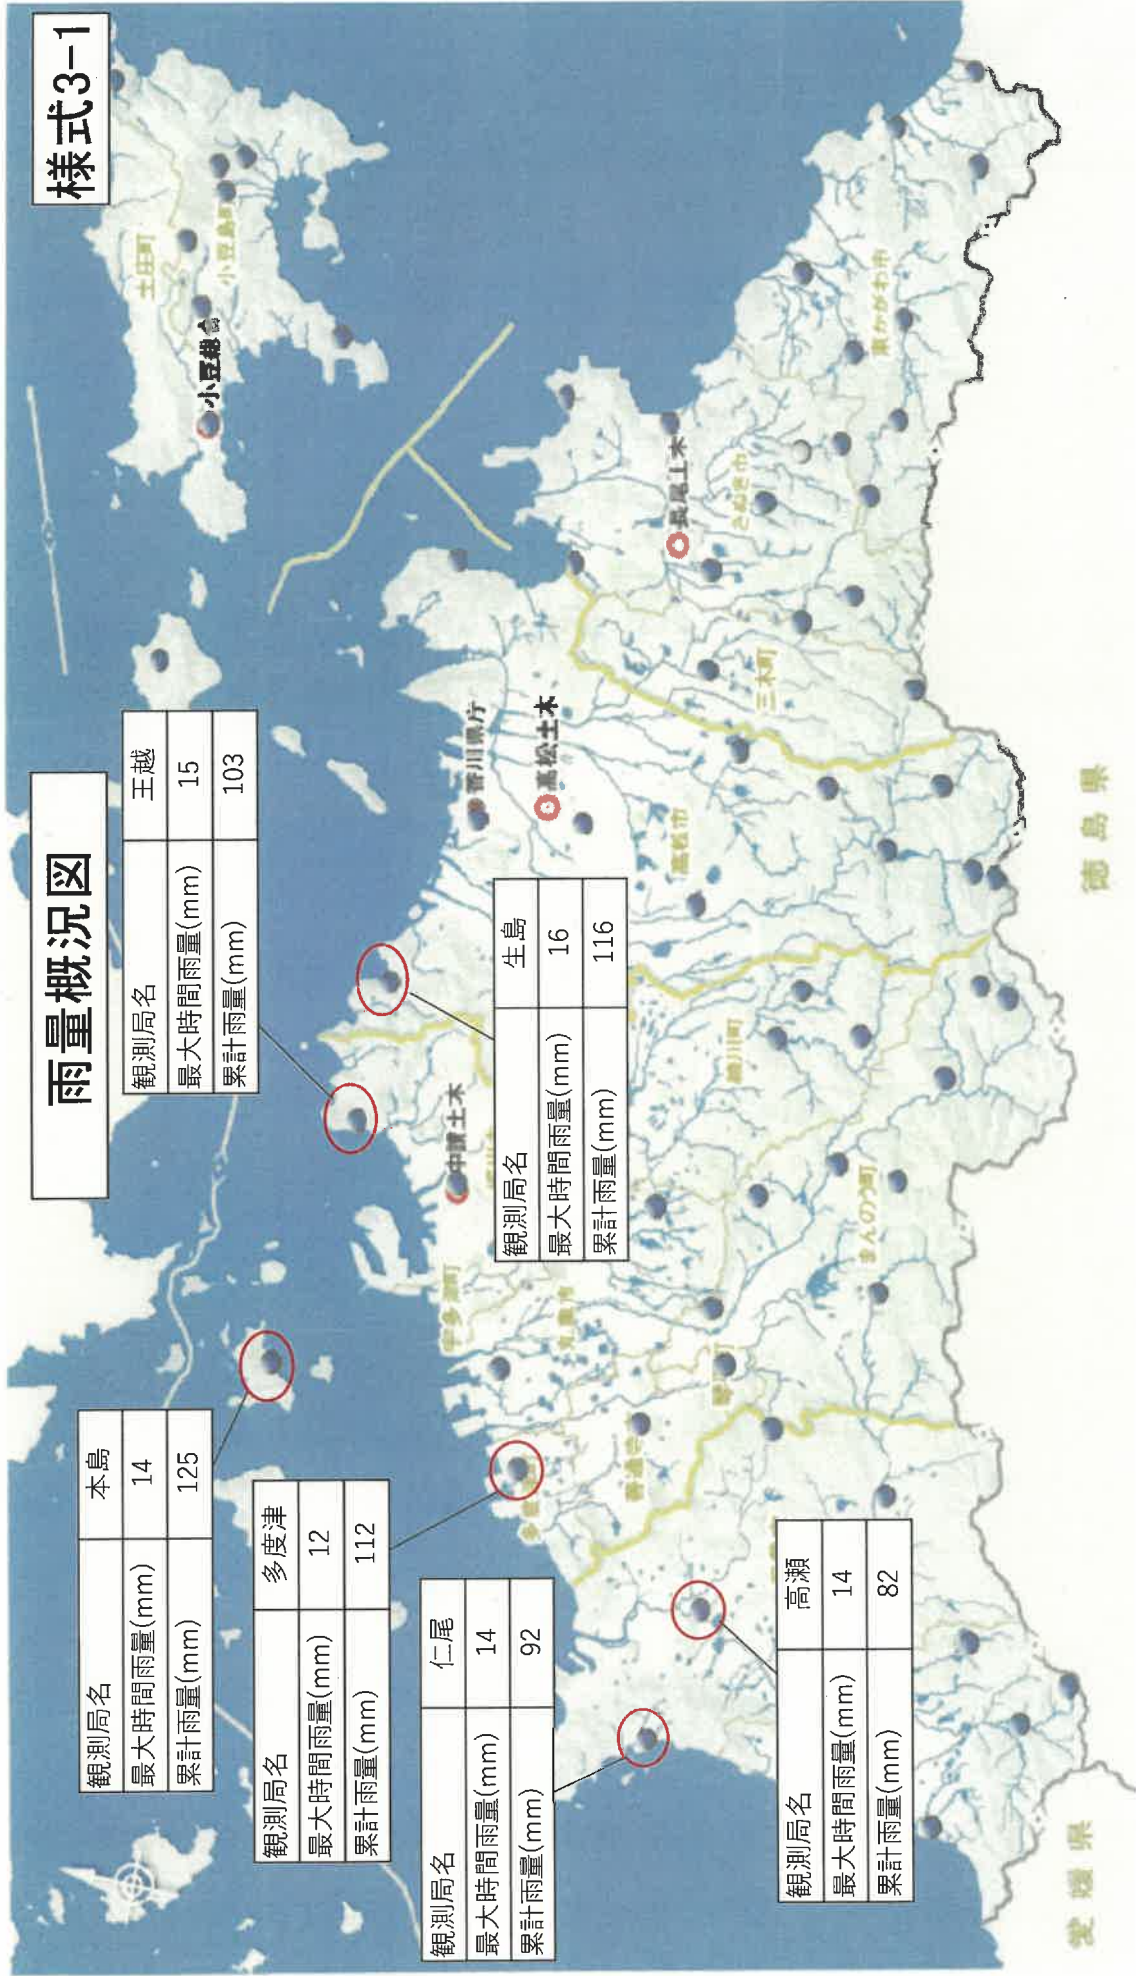 様式3-1
雨量概況図
観測局名 王越
最大時間雨量(mm) 15
累計雨量(mm) 103
観測局名 本島
最大時間雨量(mm) 14
累計雨量(mm) 125
観測局名 多度津
最大時間雨量(mm) 12
累計雨量(mm) 112
観測局名 仁尾
最大時間雨量(mm) 14
累計雨量(mm) 92
観測局名 生島
最大時間雨量(mm) 16
累計雨量(mm) 116
観測局名 高瀬
最大時間雨量(mm) 14
累計雨量(mm) 82
土庄町
小豆島町
小豆総合
香川県庁
高松土木
長尾土木
中讃土木
さぬき市
東かがわ市
三木町
高松市
綾川町
宇多津町
丸亀市
まんのう町
徳島県
愛媛県